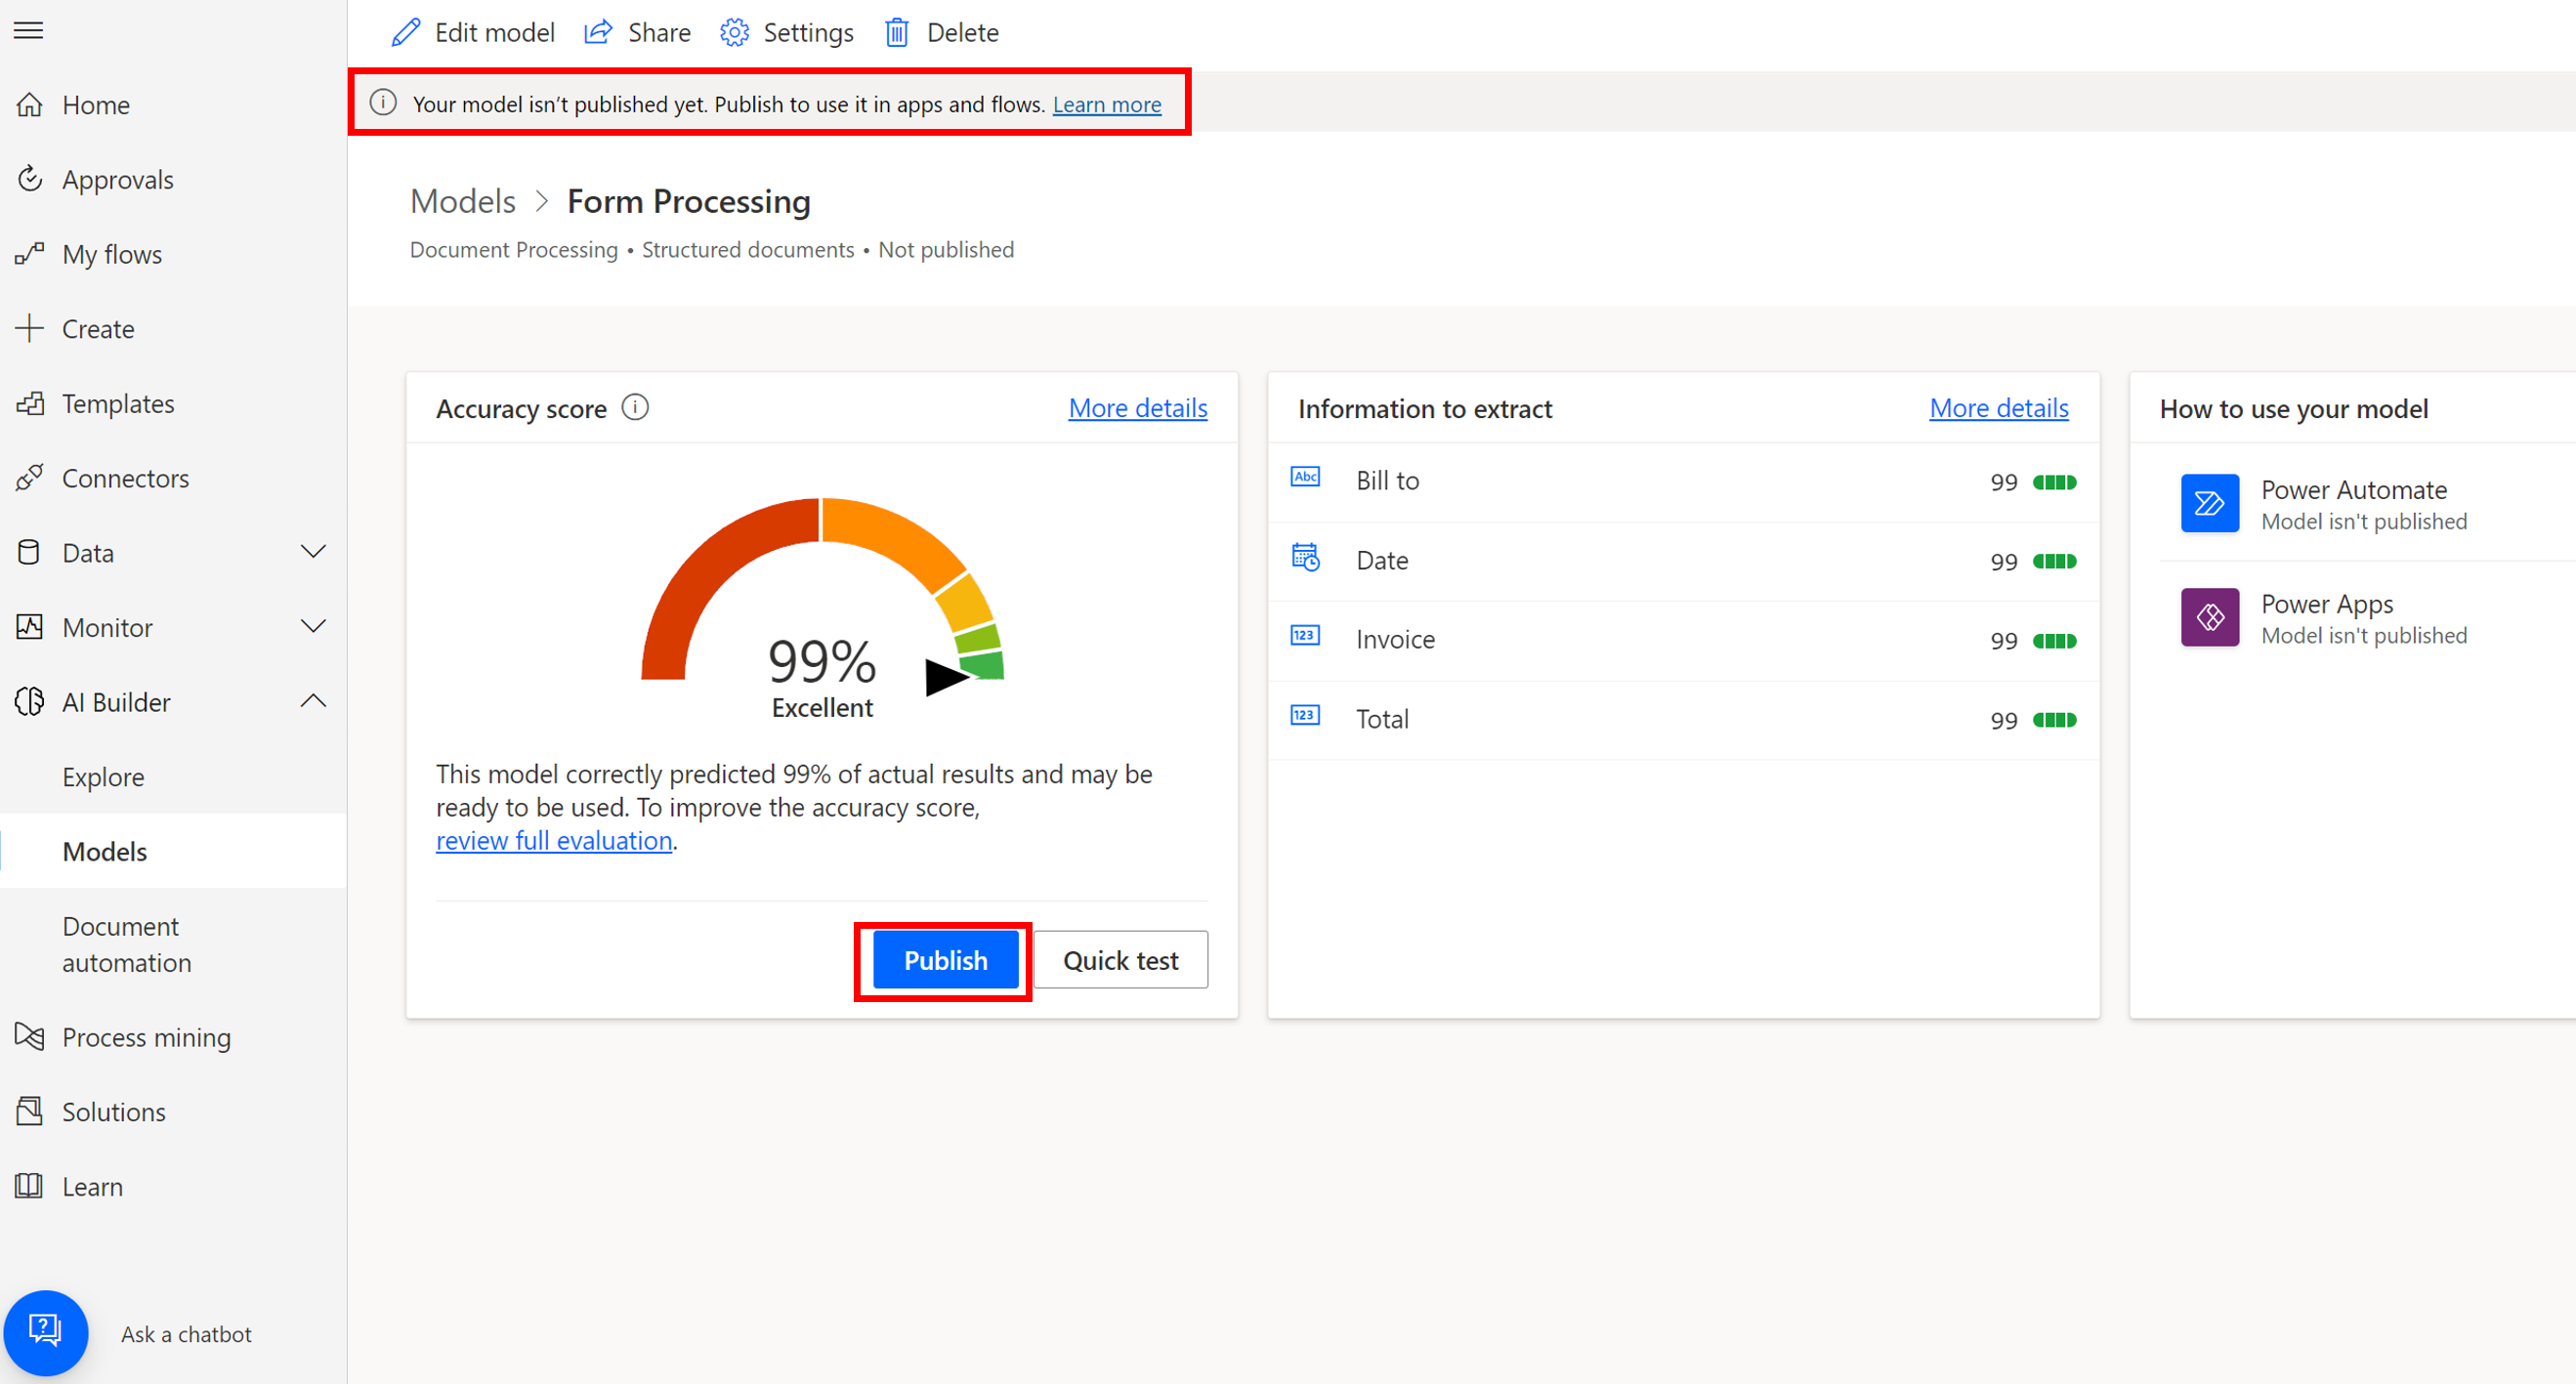 Edit model
Share
Settings
Delete
Your model isn't published yet. Publish to use it in apps and flows. Learn more
Home
Approvals
My flows
Create
Templates
Connectors
Data
Monitor
AI Builder
Explore
Models
Document
automation
Process mining
Solutions
Learn
Ask a chatbot
Models > Form Processing
Document Processing • Structured documents • Not published
Accuracy score
More details
99%
Excellent
This model correctly predicted 99% of actual results and may be
ready to be used. To improve the accuracy score,
review full evaluation.
Publish
Quick test
Information to extract
More details
Abc Bill to 99
Date 99
123 Invoice 99
123 Total 99
How to use your model
Power Automate
Model isn't published
Power Apps
Model isn't published